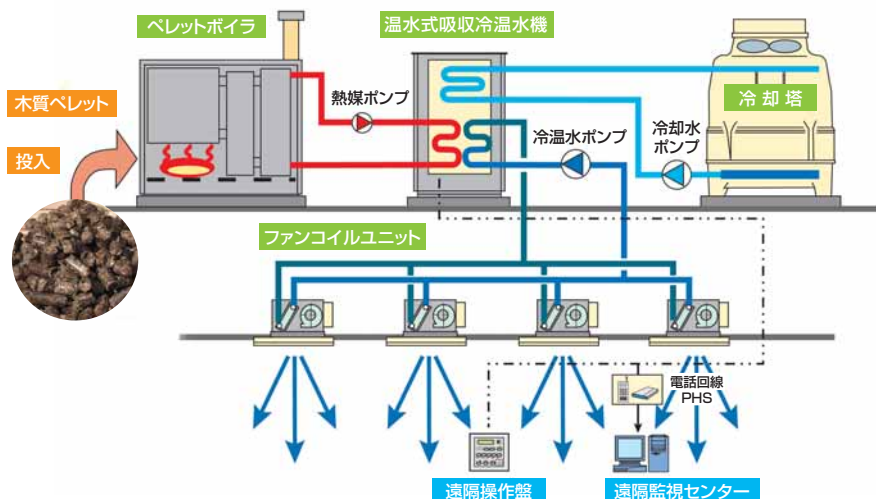 ペレットボイラ
温水式吸収冷温水機
木質ペレット
熱媒ポンプ
冷却塔
投入
冷温水ポンプ
冷却水
ポンプ
ファンコイルユニット
電話回線
PHS
遠隔操作盤
遠隔監視センター